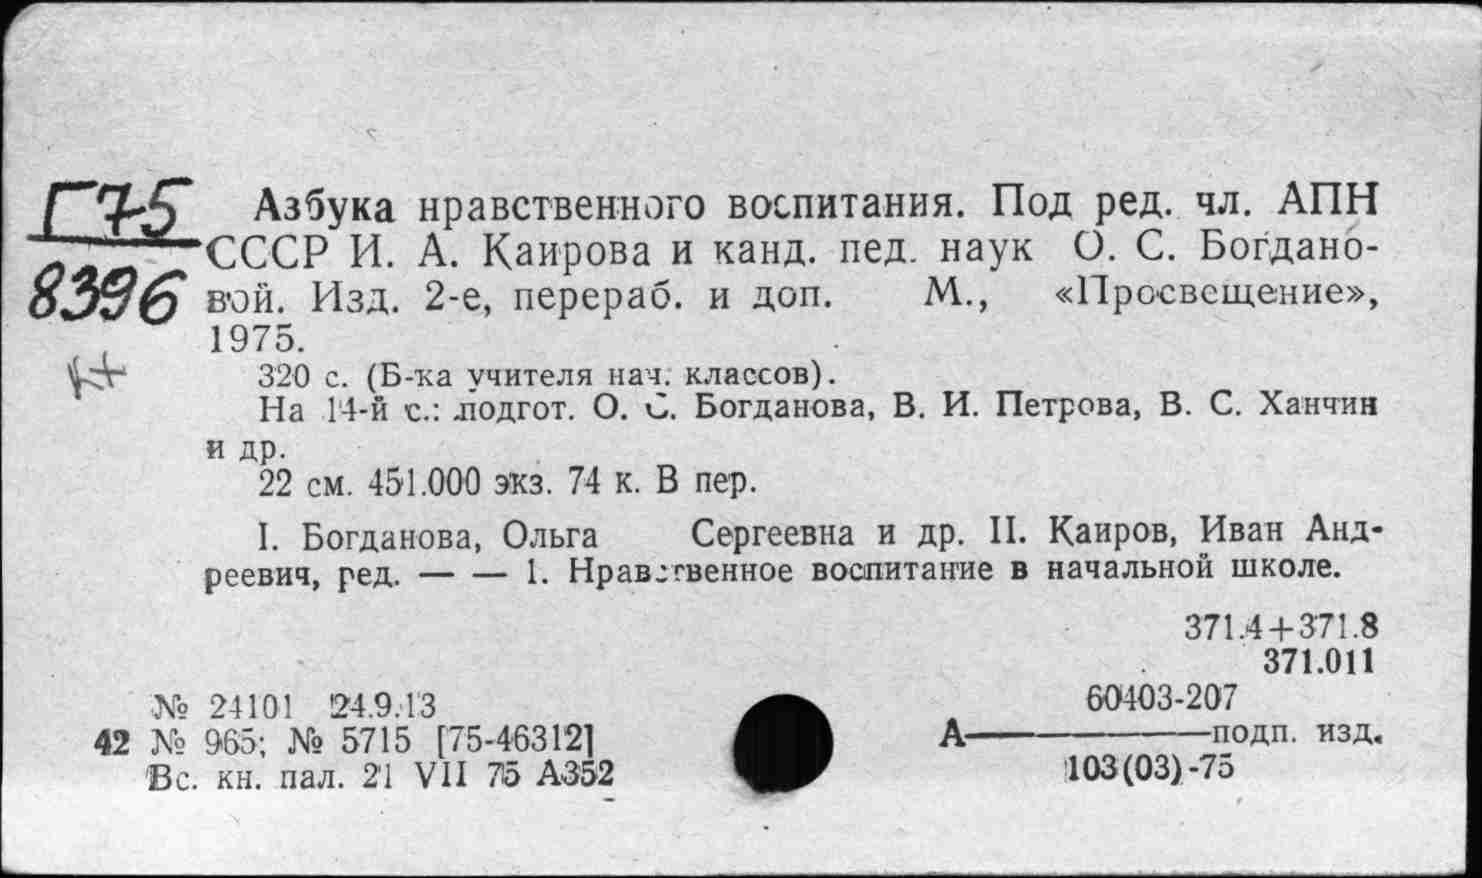 Г75
8396
Азбука нравственного воспитания. Под ред. чл. АПН
СССР И. А. Каирова и канд. пед. наук О. С. Богдано-
вой. Изд. 2-е, перераб. и доп. М., «Просвещение»,
1975.
320 с. (Б-ка учителя нач. классов).
На 14-й с.: подгот. О. С. Богданова, В. И. Петрова, В. С. Ханчин
и др.
22 см. 451.000 экз. 74 к. В пер.
I. Богданова, Ольга Сергеевна и др. II. Каиров, Иван Анд-
реевич, ред. — — 1. Нравственное воспитание в начальной школе.
371.4+371.8
371.011
№ 24101 24.9.13
60403-207
42 № 965; № 5715 [75-46312]
А————подп. изд.
Вс. кн. пал. 21 VII 75 А352
103(03)-75